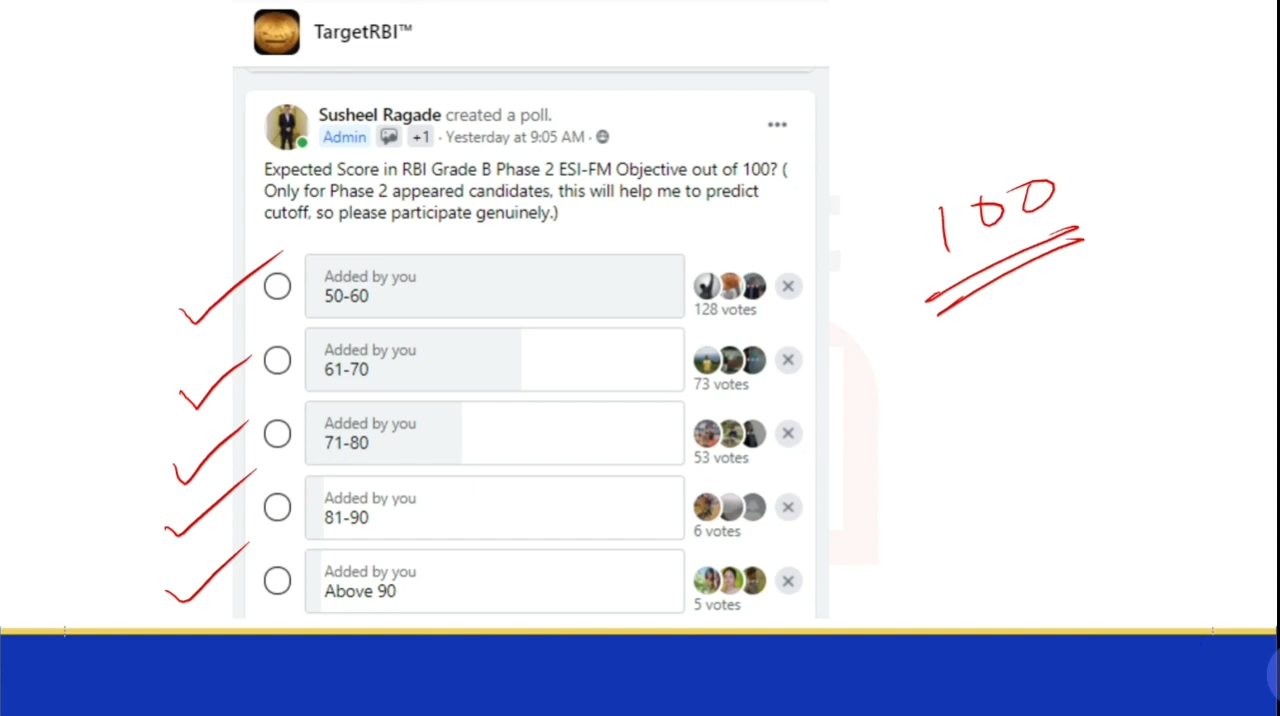 TargetRBI™
Susheel Ragade created a poll.
Admin +1 · Yesterday at 9:05 AM ·
Expected Score in RBI Grade B Phase 2 ESI-FM Objective out of 100? (
Only for Phase 2 appeared candidates, this will help me to predict
cutoff, so please participate genuinely.)
100
Added by you
50-60
128 votes
Added by you
61-70
73 votes
Added by you
71-80
53 votes
Added by you
81-90
6 votes
Added by you
Above 90
5 votes